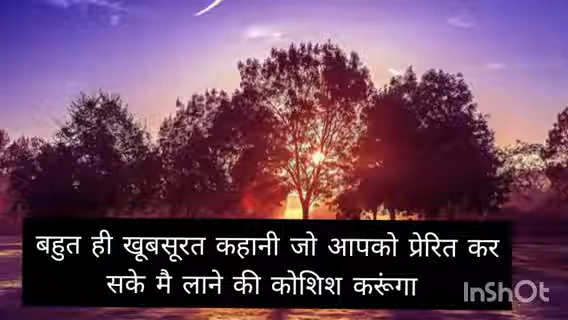 बहुत ही खूबसूरत कहानी जो आपको प्रेरित कर
सके मै लाने की कोशिश करूंगा
InShOt